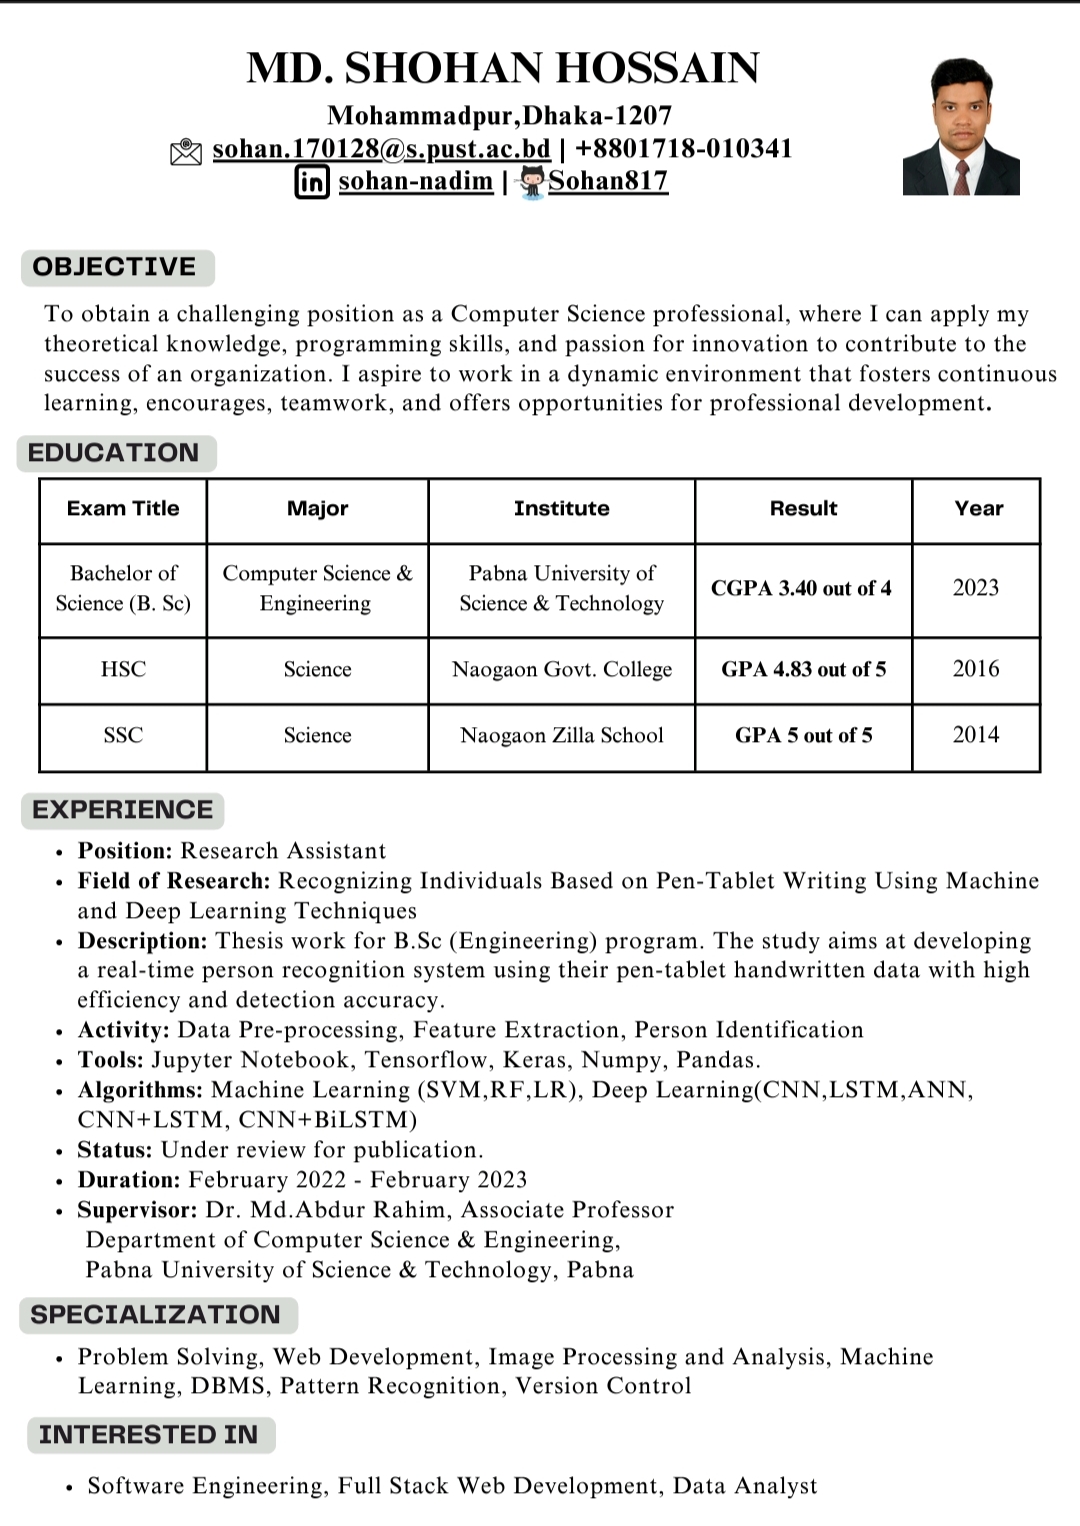 MD. SHOHAN HOSSAIN
Mohammadpur,Dhaka-1207
sohan.170128@s.pust.ac.bd | +8801718-010341
in sohan-nadim | Sohan817
OBJECTIVE
To obtain a challenging position as a Computer Science professional, where I can apply my
theoretical knowledge, programming skills, and passion for innovation to contribute to the
success of an organization. I aspire to work in a dynamic environment that fosters continuous
learning, encourages, teamwork, and offers opportunities for professional development.
EDUCATION
Exam Title Major Institute Result Year
Bachelor of Science (B. Sc) Computer Science & Engineering Pabna University of Science & Technology CGPA 3.40 out of 4 2023
HSC Science Naogaon Govt. College GPA 4.83 out of 5 2016
SSC Science Naogaon Zilla School GPA 5 out of 5 2014
EXPERIENCE
• Position: Research Assistant
• Field of Research: Recognizing Individuals Based on Pen-Tablet Writing Using Machine
and Deep Learning Techniques
• Description: Thesis work for B.Sc (Engineering) program. The study aims at developing
a real-time person recognition system using their pen-tablet handwritten data with high
efficiency and detection accuracy.
• Activity: Data Pre-processing, Feature Extraction, Person Identification
• Tools: Jupyter Notebook, Tensorflow, Keras, Numpy, Pandas.
• Algorithms: Machine Learning (SVM,RF,LR), Deep Learning(CNN,LSTM,ANN,
CNN+LSTM, CNN+BiLSTM)
• Status: Under review for publication.
• Duration: February 2022 - February 2023
• Supervisor: Dr. Md.Abdur Rahim, Associate Professor
Department of Computer Science & Engineering,
Pabna University of Science & Technology, Pabna
SPECIALIZATION
• Problem Solving, Web Development, Image Processing and Analysis, Machine
Learning, DBMS, Pattern Recognition, Version Control
INTERESTED IN
• Software Engineering, Full Stack Web Development, Data Analyst